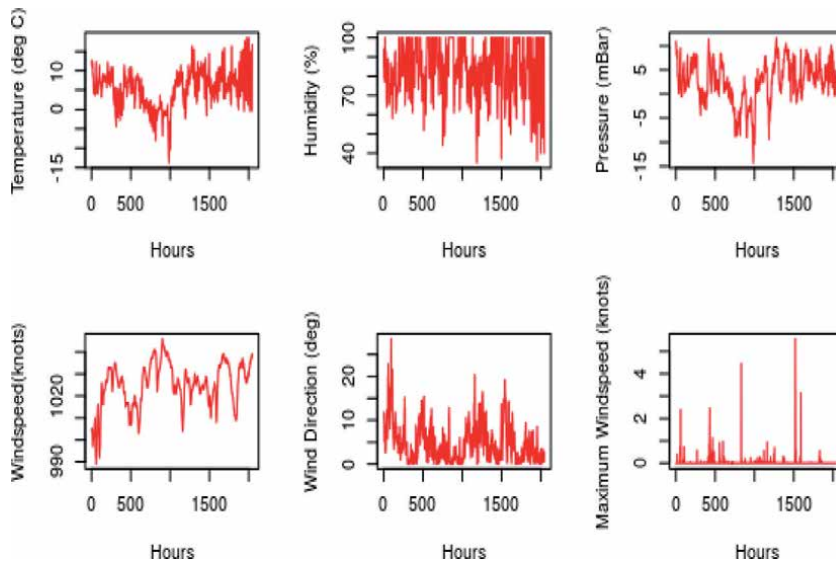 Temperature (deg C)
10
0
-15
0 500 1500
Hours
Humidity (%)
100
70
40
0 500 1500
Hours
Pressure (mBar)
5
-5
-15
0 500 1500
Hours
Windspeed(knots)
1020
990
0 500 1500
Hours
Wind Direction (deg)
20
10
0
0 500 1500
Hours
Maximum Windspeed (knots)
4
2
0
0 500 1500
Hours